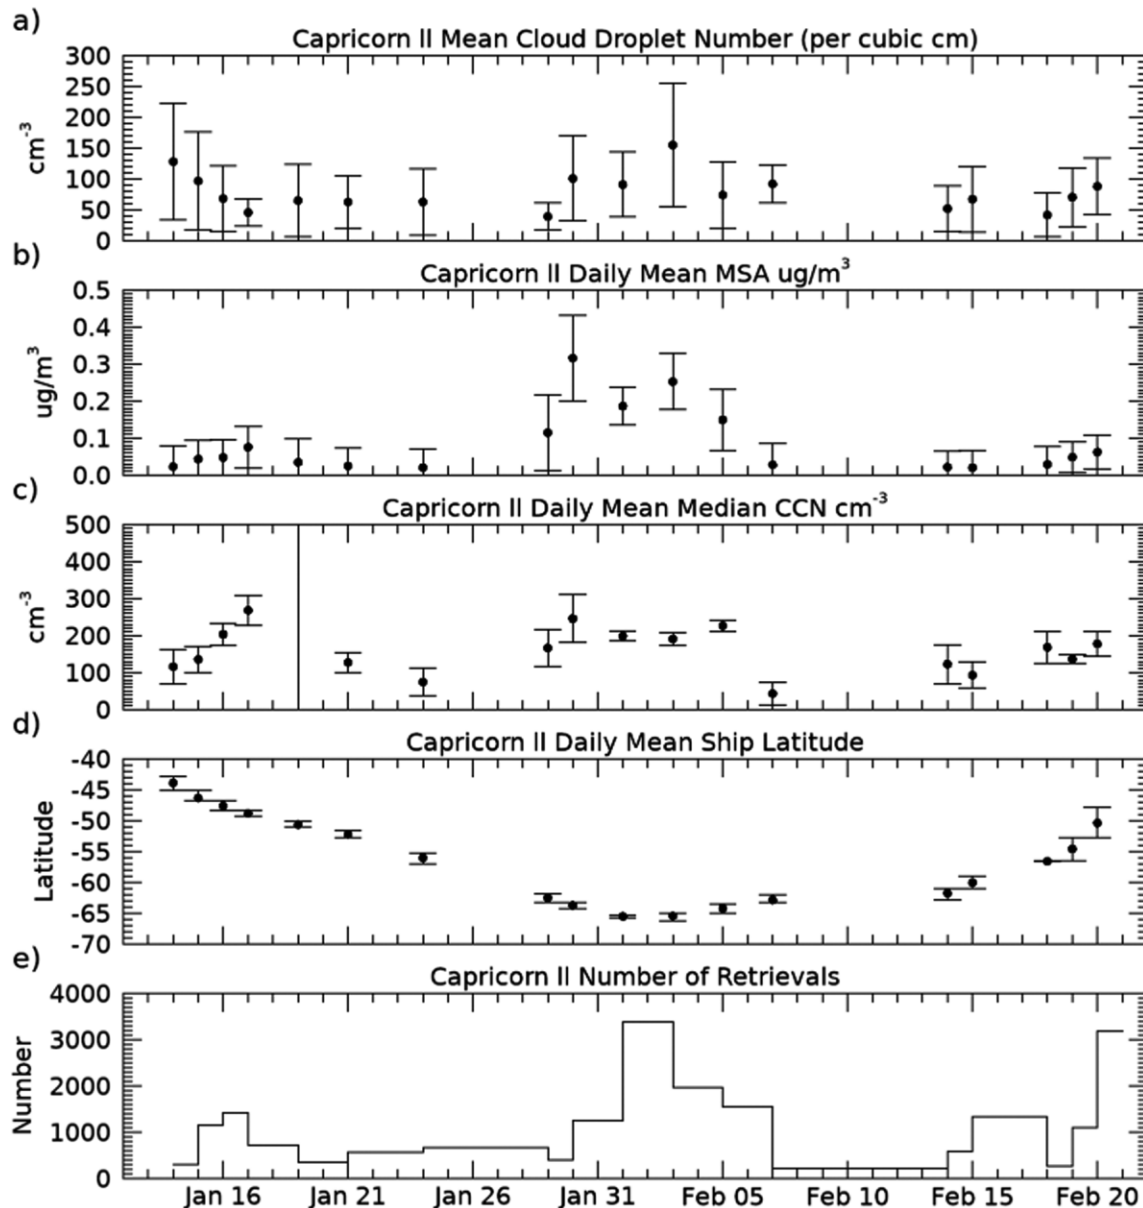 a)
Capricorn II Mean Cloud Droplet Number (per cubic cm)
300
250
200
150
100
50
0
cm⁻³
b)
Capricorn II Daily Mean MSA ug/m³
0.5
0.4
0.3
0.2
0.1
0.0
ug/m³
c)
Capricorn II Daily Mean Median CCN cm⁻³
500
400
300
200
100
0
cm⁻³
d)
Capricorn II Daily Mean Ship Latitude
-40
-45
-50
-55
-60
-65
-70
Latitude
e)
Capricorn II Number of Retrievals
4000
3000
2000
1000
0
Number
Jan 16 Jan 21 Jan 26 Jan 31 Feb 05 Feb 10 Feb 15 Feb 20